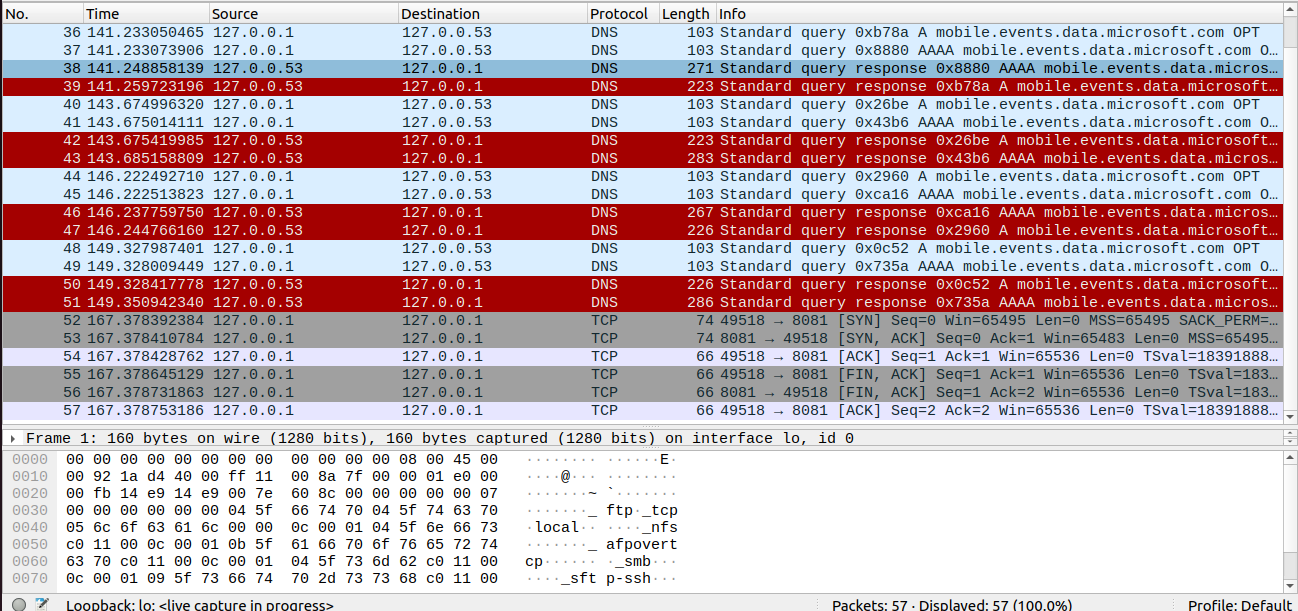 No. Time Source Destination Protocol Length Info
36 141.233050465 127.0.0.1 127.0.0.53 DNS 103 Standard query 0xb78a A mobile.events.data.microsoft.com OPT
37 141.233073906 127.0.0.1 127.0.0.53 DNS 103 Standard query 0x8880 AAAA mobile.events.data.microsoft.com O…
38 141.248858139 127.0.0.53 127.0.0.1 DNS 271 Standard query response 0x8880 AAAA mobile.events.data.micros…
39 141.259723196 127.0.0.53 127.0.0.1 DNS 223 Standard query response 0xb78a A mobile.events.data.microsoft…
40 143.674996320 127.0.0.1 127.0.0.53 DNS 103 Standard query 0x26be A mobile.events.data.microsoft.com OPT
41 143.675014111 127.0.0.1 127.0.0.53 DNS 103 Standard query 0x43b6 AAAA mobile.events.data.microsoft.com O…
42 143.675419985 127.0.0.53 127.0.0.1 DNS 223 Standard query response 0x26be A mobile.events.data.microsoft…
43 143.685158809 127.0.0.53 127.0.0.1 DNS 283 Standard query response 0x43b6 AAAA mobile.events.data.micros…
44 146.222492710 127.0.0.1 127.0.0.53 DNS 103 Standard query 0x2960 A mobile.events.data.microsoft.com OPT
45 146.222513823 127.0.0.1 127.0.0.53 DNS 103 Standard query 0xca16 AAAA mobile.events.data.microsoft.com O…
46 146.237759750 127.0.0.53 127.0.0.1 DNS 267 Standard query response 0xca16 AAAA mobile.events.data.micros…
47 146.244766160 127.0.0.53 127.0.0.1 DNS 226 Standard query response 0x2960 A mobile.events.data.microsoft…
48 149.327987401 127.0.0.1 127.0.0.53 DNS 103 Standard query 0x0c52 A mobile.events.data.microsoft.com OPT
49 149.328009449 127.0.0.1 127.0.0.53 DNS 103 Standard query 0x735a AAAA mobile.events.data.microsoft.com O…
50 149.328417778 127.0.0.53 127.0.0.1 DNS 226 Standard query response 0x0c52 A mobile.events.data.microsoft…
51 149.350942340 127.0.0.53 127.0.0.1 DNS 286 Standard query response 0x735a AAAA mobile.events.data.micros…
52 167.378392384 127.0.0.1 127.0.0.1 TCP 74 49518 → 8081 [SYN] Seq=0 Win=65495 Len=0 MSS=65495 SACK_PERM=…
53 167.378410784 127.0.0.1 127.0.0.1 TCP 74 8081 → 49518 [SYN, ACK] Seq=0 Ack=1 Win=65483 Len=0 MSS=65495…
54 167.378428762 127.0.0.1 127.0.0.1 TCP 66 49518 → 8081 [ACK] Seq=1 Ack=1 Win=65536 Len=0 TSval=18391888…
55 167.378645129 127.0.0.1 127.0.0.1 TCP 66 49518 → 8081 [FIN, ACK] Seq=1 Ack=1 Win=65536 Len=0 TSval=183…
56 167.378731863 127.0.0.1 127.0.0.1 TCP 66 8081 → 49518 [FIN, ACK] Seq=1 Ack=2 Win=65536 Len=0 TSval=183…
57 167.378753186 127.0.0.1 127.0.0.1 TCP 66 49518 → 8081 [ACK] Seq=2 Ack=2 Win=65536 Len=0 TSval=18391888…
Frame 1: 160 bytes on wire (1280 bits), 160 bytes captured (1280 bits) on interface lo, id 0
0000 00 00 00 00 00 00 00 00 00 00 00 00 08 00 45 00 ········ ······E·
0010 00 92 1a d4 40 00 ff 11 00 8a 7f 00 00 01 e0 00 ····@··· ········
0020 00 fb 14 e9 14 e9 00 7e 60 8c 00 00 00 00 00 07 ·······~ `·······
0030 00 00 00 00 00 00 04 5f 66 74 70 04 5f 74 63 70 ·······_ ftp·_tcp
0040 05 6c 6f 63 61 6c 00 00 0c 00 01 04 5f 6e 66 73 ·local·· ····_nfs
0050 c0 11 00 0c 00 01 0b 5f 61 66 70 6f 76 65 72 74 ·······_ afpovert
0060 63 70 c0 11 00 0c 00 01 04 5f 73 6d 62 c0 11 00 cp······ ·_smb···
0070 0c 00 01 09 5f 73 66 74 70 2d 73 73 68 c0 11 00 ····_sft p-ssh···
Loopback: lo: <live capture in progress> Packets: 57 · Displayed: 57 (100.0%) Profile: Default